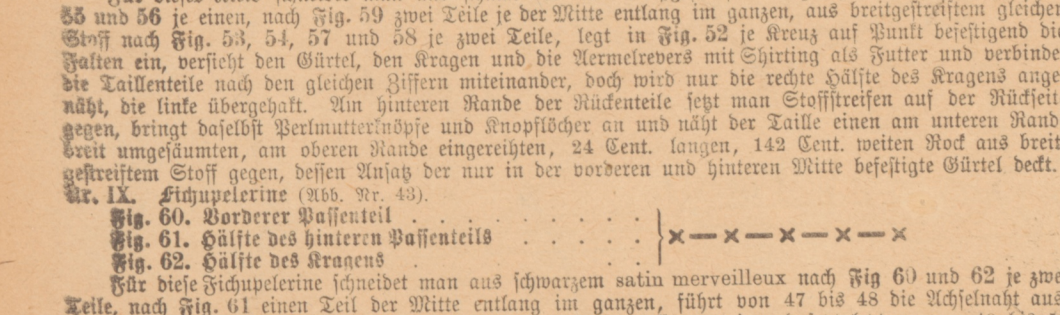 55 und 56 je einen, nach Fig. 59 zwei Teile je der Mitte entlang im ganzen, aus breitgestreiftem gleichen
Stoff nach Fig. 53, 54, 57 und 58 je zwei Teile, legt in Fig. 52 je Kreuz auf Punkt befestigend die
Falten ein, versieht den Gürtel, den Kragen und die Aermelrevers mit Shirting als Futter und verbinde
die Taillenteile nach den gleichen Ziffern miteinander, doch wird nur die rechte Hälfte des Kragens ange
näht, die linke übergehakt. Am hinteren Rande der Rückenteile setzt man Stoffstreifen auf der Rückseit
gegen, bringt daselbst Perlmutterknöpfe und Knopflöcher an und näht der Taille einen am unteren Rand
breit umgesäumten, am oberen Rande eingereihten, 24 Cent. langen, 142 Cent. weiten Rock aus breit
gestreiftem Stoff gegen, dessen Ansatz der nur in der vorderen und hinteren Mitte befestigte Gürtel deckt.
Nr. IX. Fichupelerine (Abb. Nr. 43).
Fig. 60. Vorderer Passenteil . . . . . . . . .
Fig. 61. Hälfte des hinteren Passenteils . . . . .
Fig. 62. Hälfte des Kragens
Für diese Fichupelerine schneidet man aus schwarzem satin merveilleux nach Fig 60 und 62 je zwe
Teile, nach Fig. 61 einen Teil der Mitte entlang im ganzen, führt von 47 bis 48 die Achselnaht aus